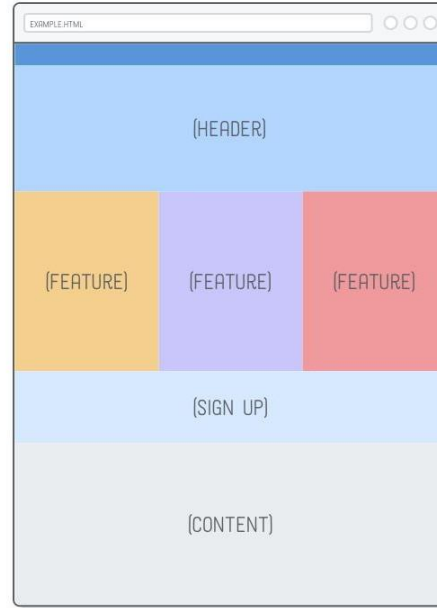 EXAMPLE.HTML
(HEADER)
(FEATURE) (FEATURE) (FEATURE)
(SIGN UP)
(CONTENT)